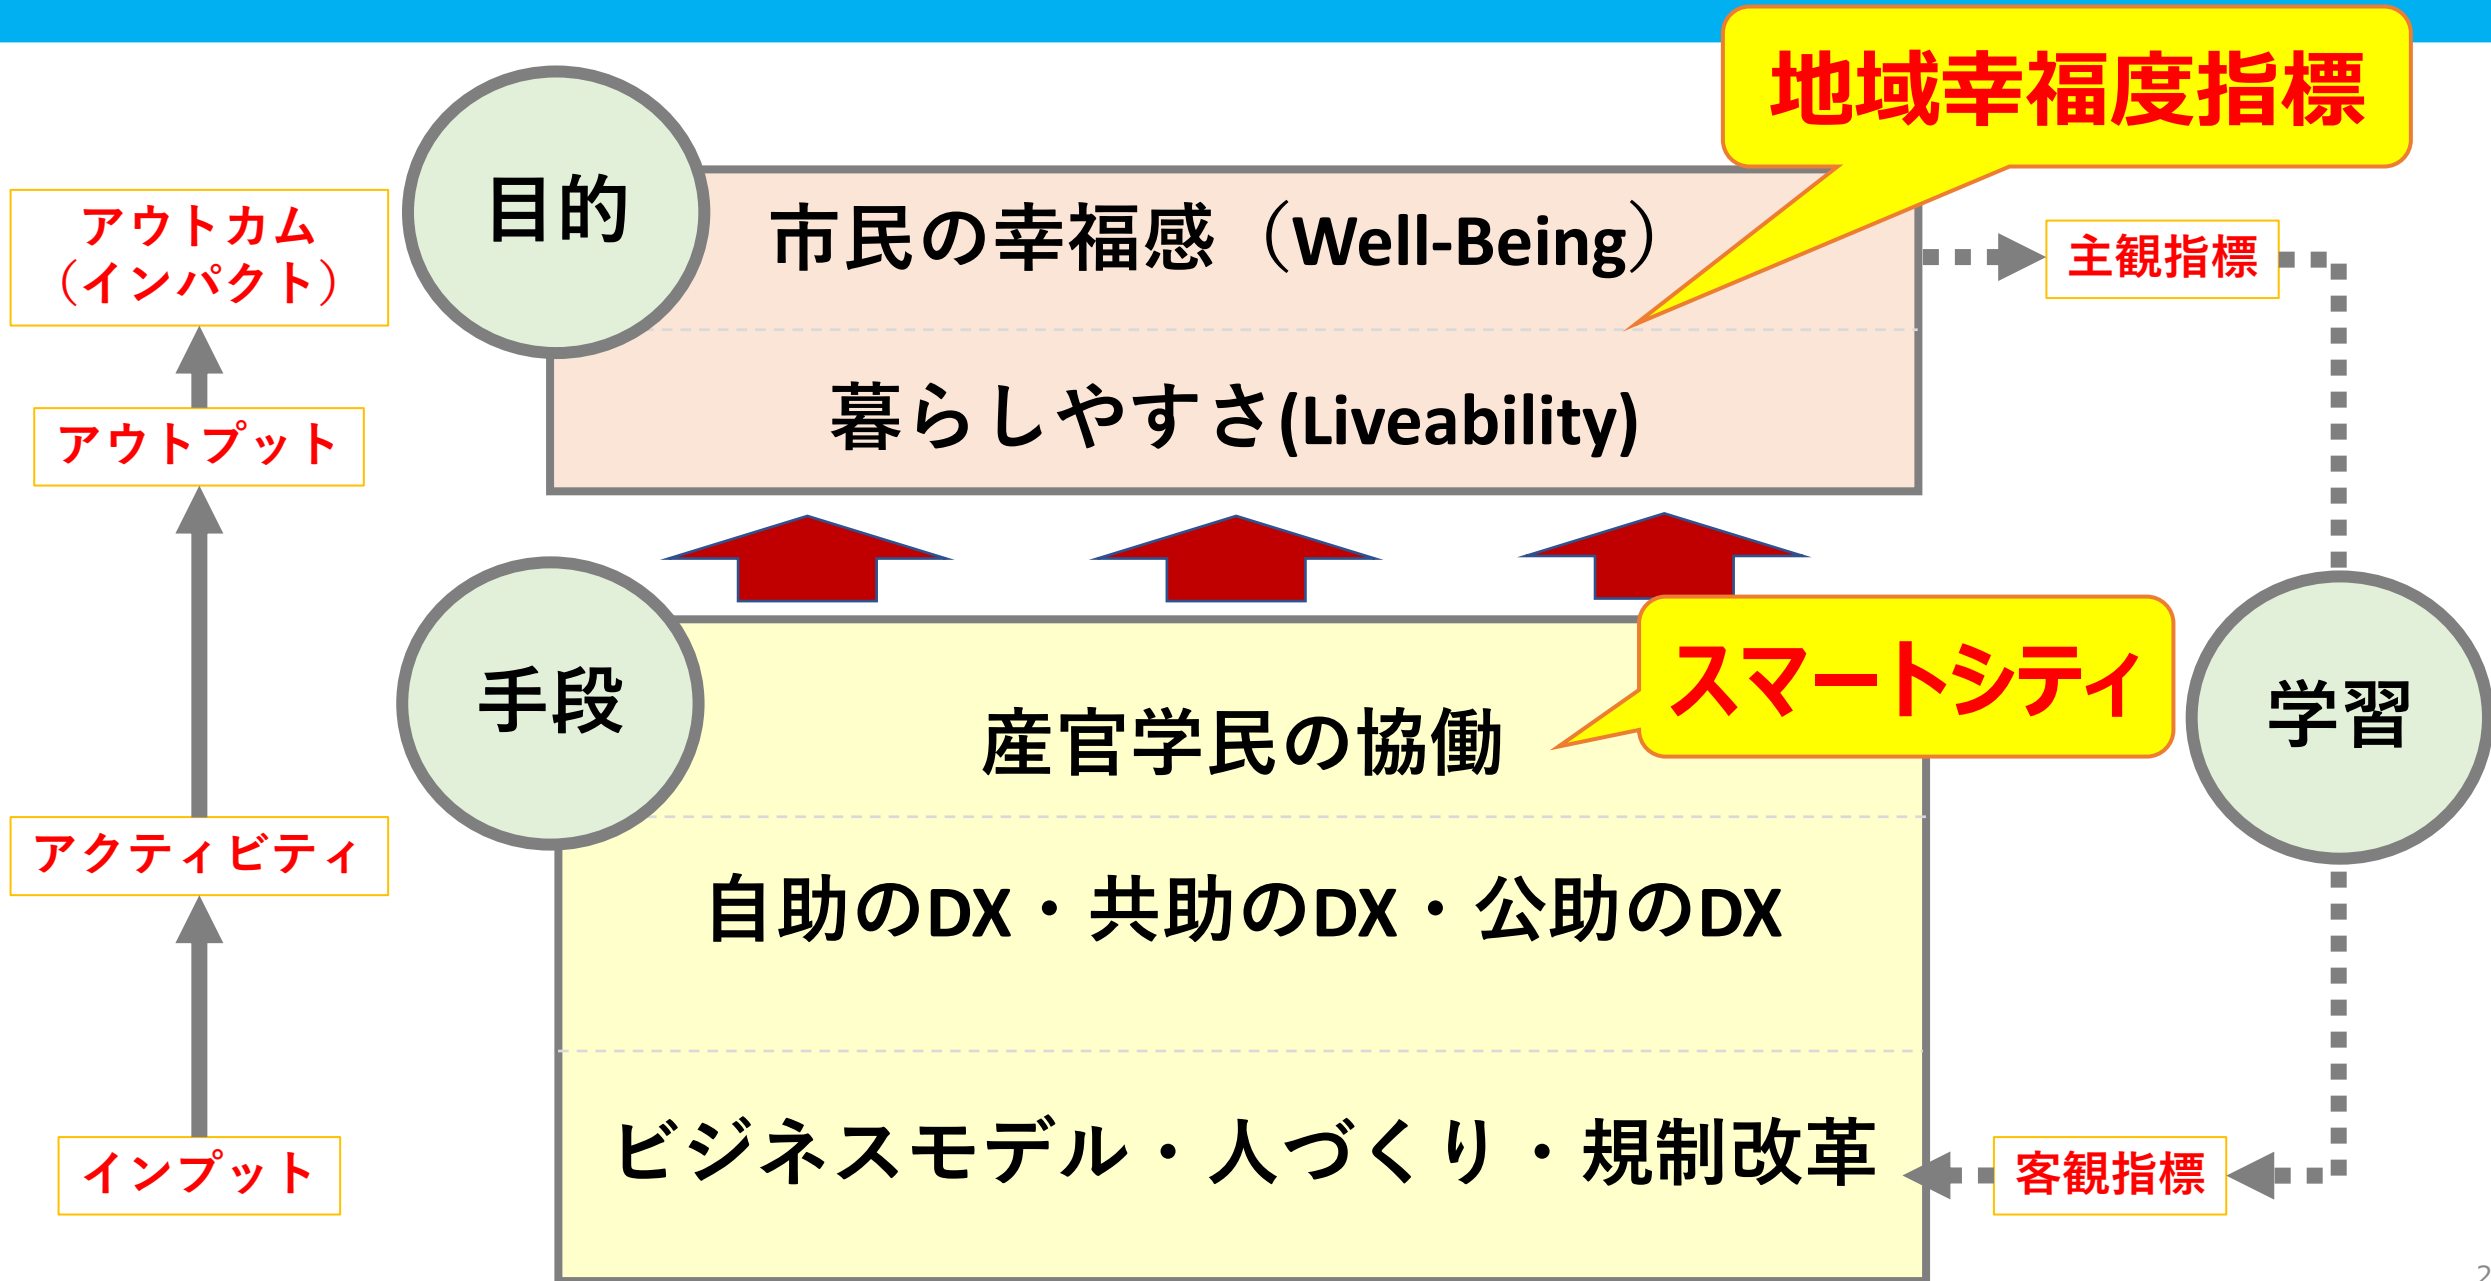 地域幸福度指標
目的
市民の幸福感（Well-Being）
暮らしやすさ(Liveability)
アウトカム
（インパクト）
アウトプット
アクティビティ
インプット
主観指標
手段
スマートシティ
産官学民の協働
自助のDX・共助のDX・公助のDX
ビジネスモデル・人づくり・規制改革
学習
客観指標
2